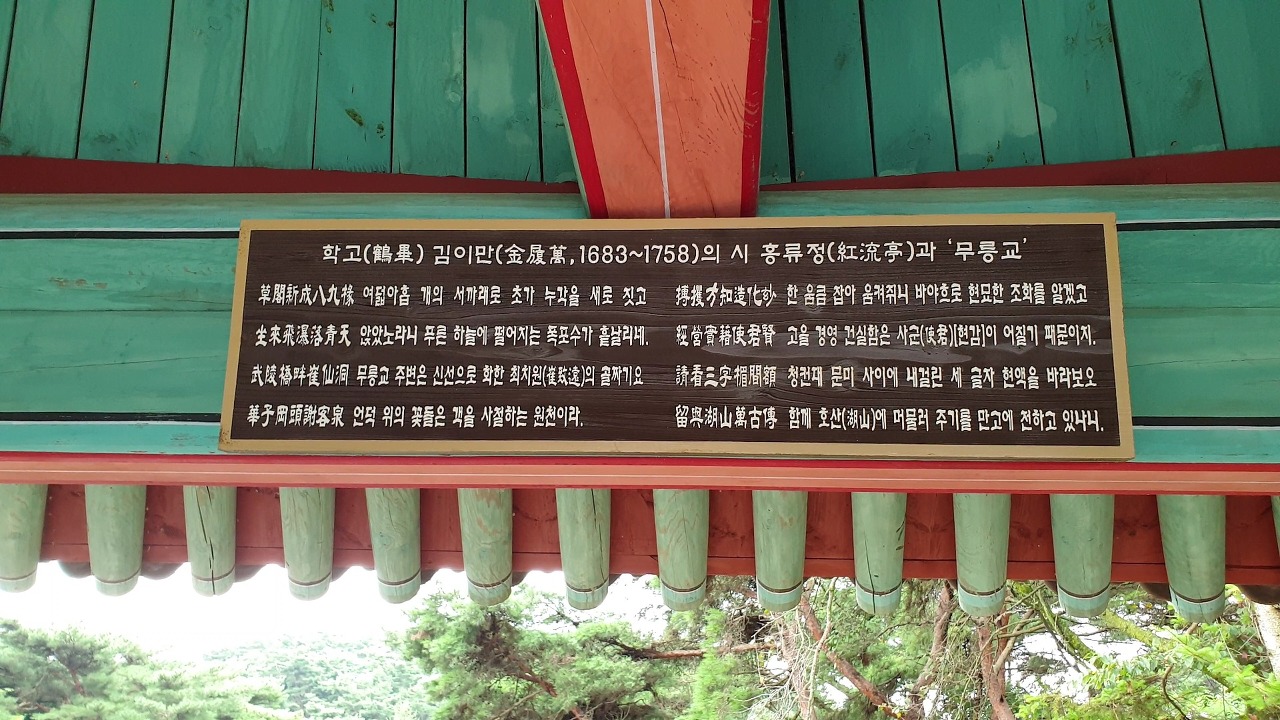 학고(鶴臯) 김이만(金履萬, 1683~1758)의 시 홍류정(紅流亭)과 '무릉교'
草閣新成八九椽 여덟아홉 개의 서까래로 초가 누각을 새로 짓고
坐來飛瀑落靑天 앉았노라니 푸른 하늘에 떨어지는 폭포수가 흩날리네.
武陵橋畔崔仙洞 무릉교 주변은 신선으로 화한 최치원(崔致遠)의 골짜기요
華子岡頭謝客泉 언덕 위의 꽃들은 객을 사절하는 원천이라.
搏撮方知造化妙 한 움큼 잡아 움켜쥐니 바야흐로 현묘한 조화를 알겠고
經營實藉使君賢 고을 경영 건실함은 사군(使君)[현감]이 어질기 때문이지.
請看三字楣間額 청컨대 문미 사이에 내걸린 세 글자 현액을 바라보오
留與湖山萬古傳 함께 호산(湖山)에 머물러 주기를 만고에 전하고 있나니.